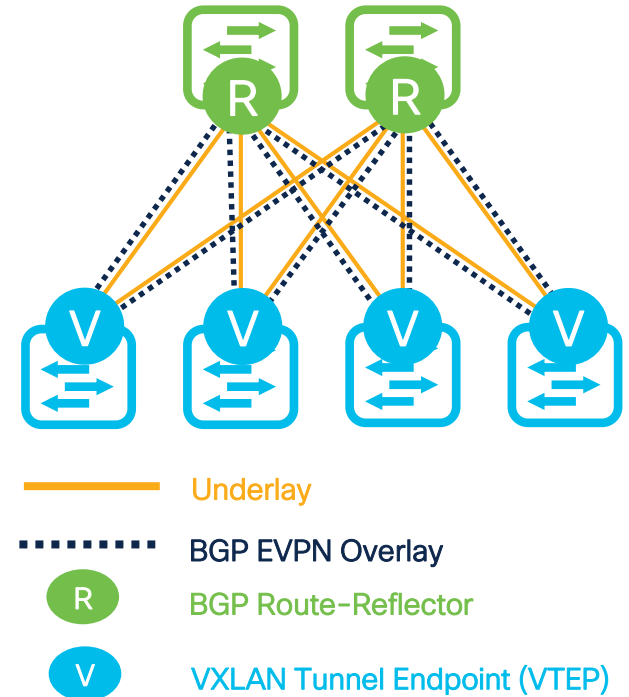 R R
V V V V
Underlay
BGP EVPN Overlay
R BGP Route-Reflector
V VXLAN Tunnel Endpoint (VTEP)